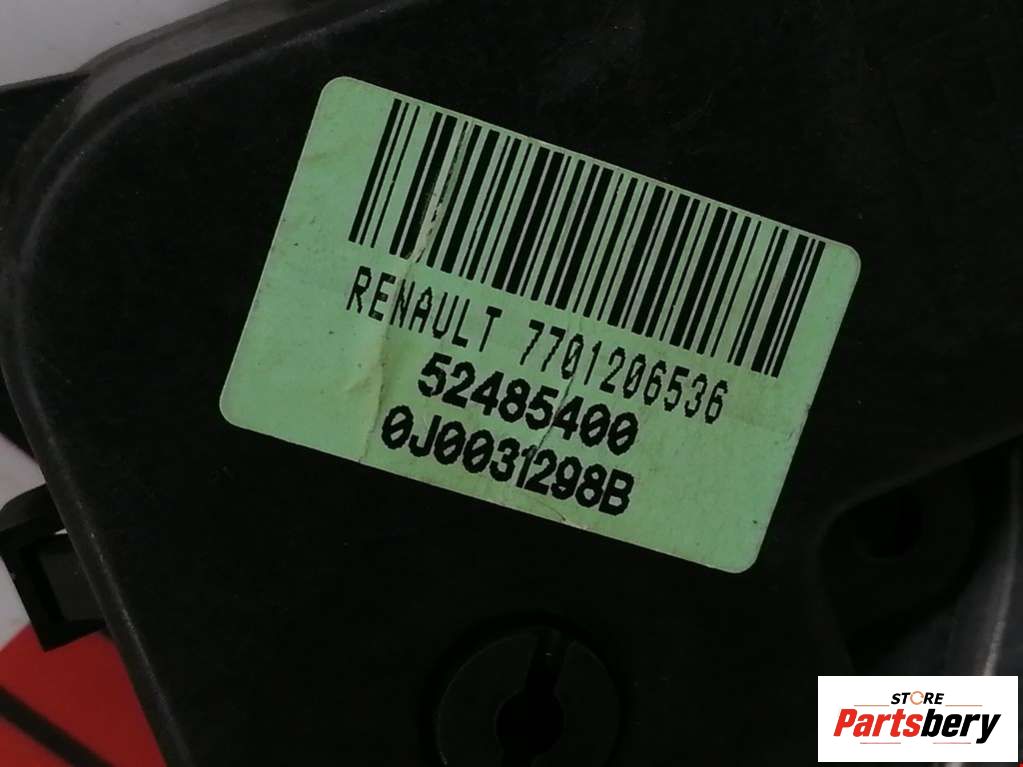 RENAULT 7701206536
52485400
0J0031298B
STORE
Partsbery